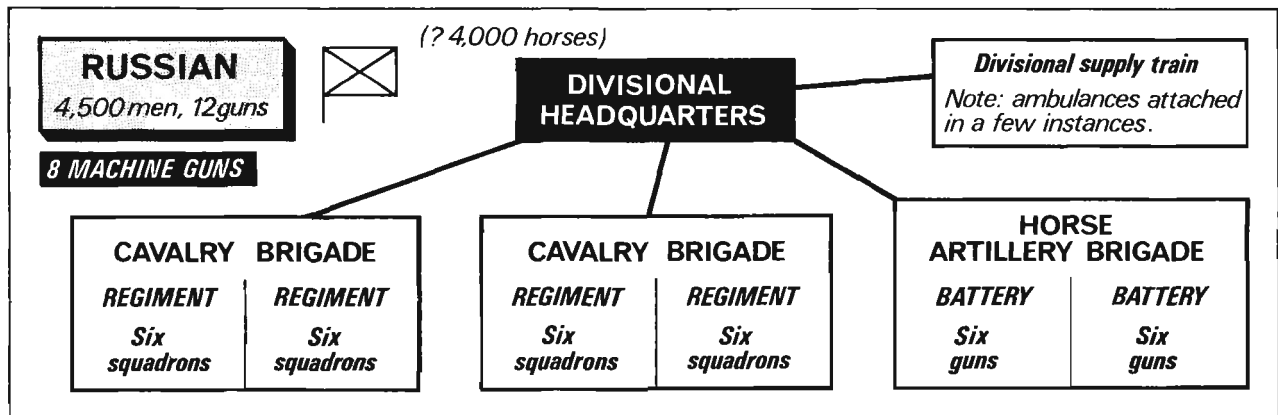 RUSSIAN
4,500 men, 12 guns
8 MACHINE GUNS
(? 4,000 horses)
DIVISIONAL
HEADQUARTERS
Divisional supply train
Note: ambulances attached
in a few instances.
CAVALRY BRIGADE
REGIMENT
Six
squadrons
REGIMENT
Six
squadrons
CAVALRY BRIGADE
REGIMENT
Six
squadrons
REGIMENT
Six
squadrons
HORSE
ARTILLERY BRIGADE
BATTERY
Six
guns
BATTERY
Six
guns